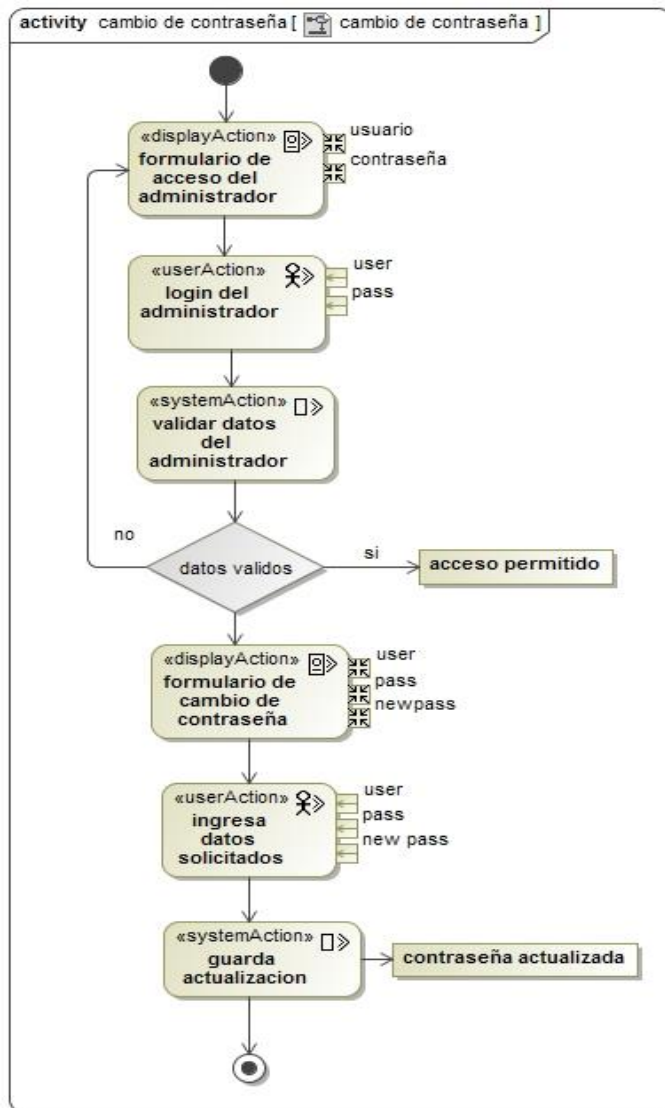 activity cambio de contraseña [ cambio de contraseña ]
«displayAction»
formulario de
acceso del
administrador
usuario
contraseña
«userAction»
login del
administrador
user
pass
«systemAction»
validar datos
del
administrador
no
datos validos
si
acceso permitido
«displayAction»
formulario de
cambio de
contraseña
user
pass
newpass
«userAction»
ingresa
datos
solicitados
user
pass
new pass
«systemAction»
guarda
actualizacion
contraseña actualizada